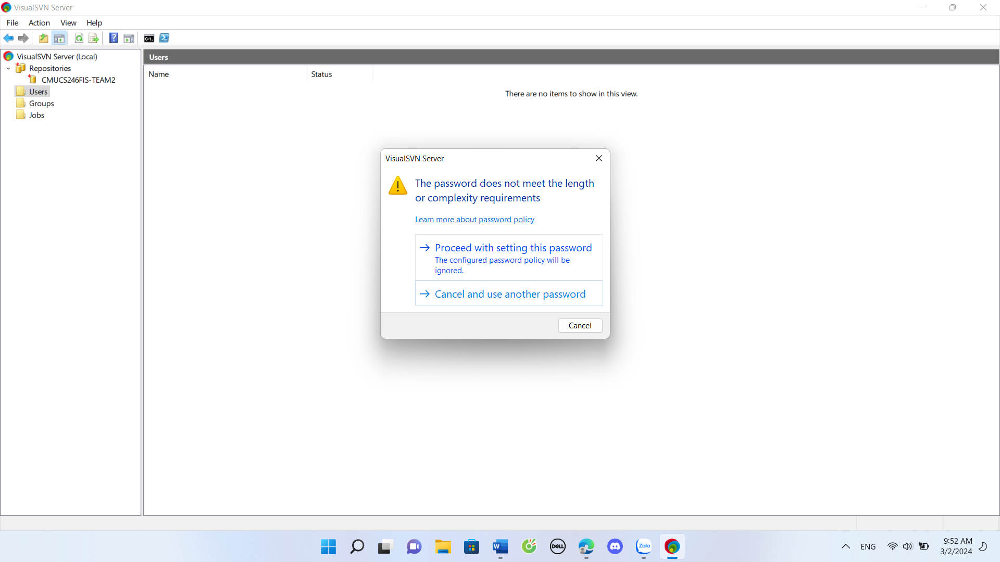 VisualSVN Server
File Action View Help
VisualSVN Server (Local)
Repositories
CMUCS246FIS-TEAM2
Users
Groups
Jobs
Users
Name Status
There are no items to show in this view.
VisualSVN Server
The password does not meet the length
or complexity requirements
Learn more about password policy
Proceed with setting this password
The configured password policy will be
ignored.
Cancel and use another password
Cancel
C:\.
W
DELL
Zalo
ENG
9:52 AM
3/2/2024